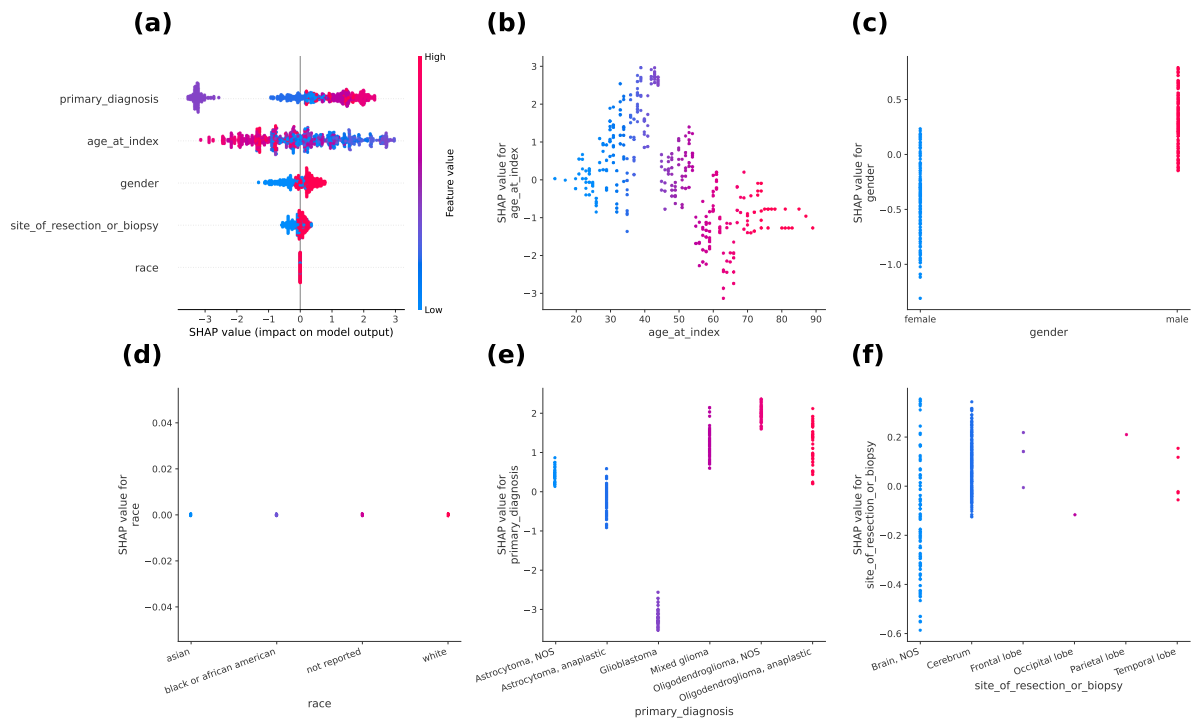 (a)
(b)
(c)
High
primary_diagnosis
age_at_index
gender
site_of_resection_or_biopsy
race
Feature value
Low
−3
−2
−1
0
1
2
3
SHAP value (impact on model output)
3
2
1
0
−1
−2
−3
SHAP value for
age_at_index
20
30
40
50
60
70
80
90
age_at_index
0.5
0.0
−0.5
−1.0
SHAP value for
gender
female
male
gender
(d)
(e)
(f)
0.04
0.02
0.00
−0.02
−0.04
SHAP value for
race
asian
black or african american
not reported
white
race
2
1
0
−1
−2
−3
SHAP value for
primary_diagnosis
Astrocytoma, NOS
Astrocytoma, anaplastic
Glioblastoma
Mixed glioma
Oligodendroglioma, NOS
Oligodendroglioma, anaplastic
primary_diagnosis
0.2
0.0
−0.2
−0.4
−0.6
SHAP value for
site_of_resection_or_biopsy
Brain, NOS
Cerebrum
Frontal lobe
Occipital lobe
Parietal lobe
Temporal lobe
site_of_resection_or_biopsy